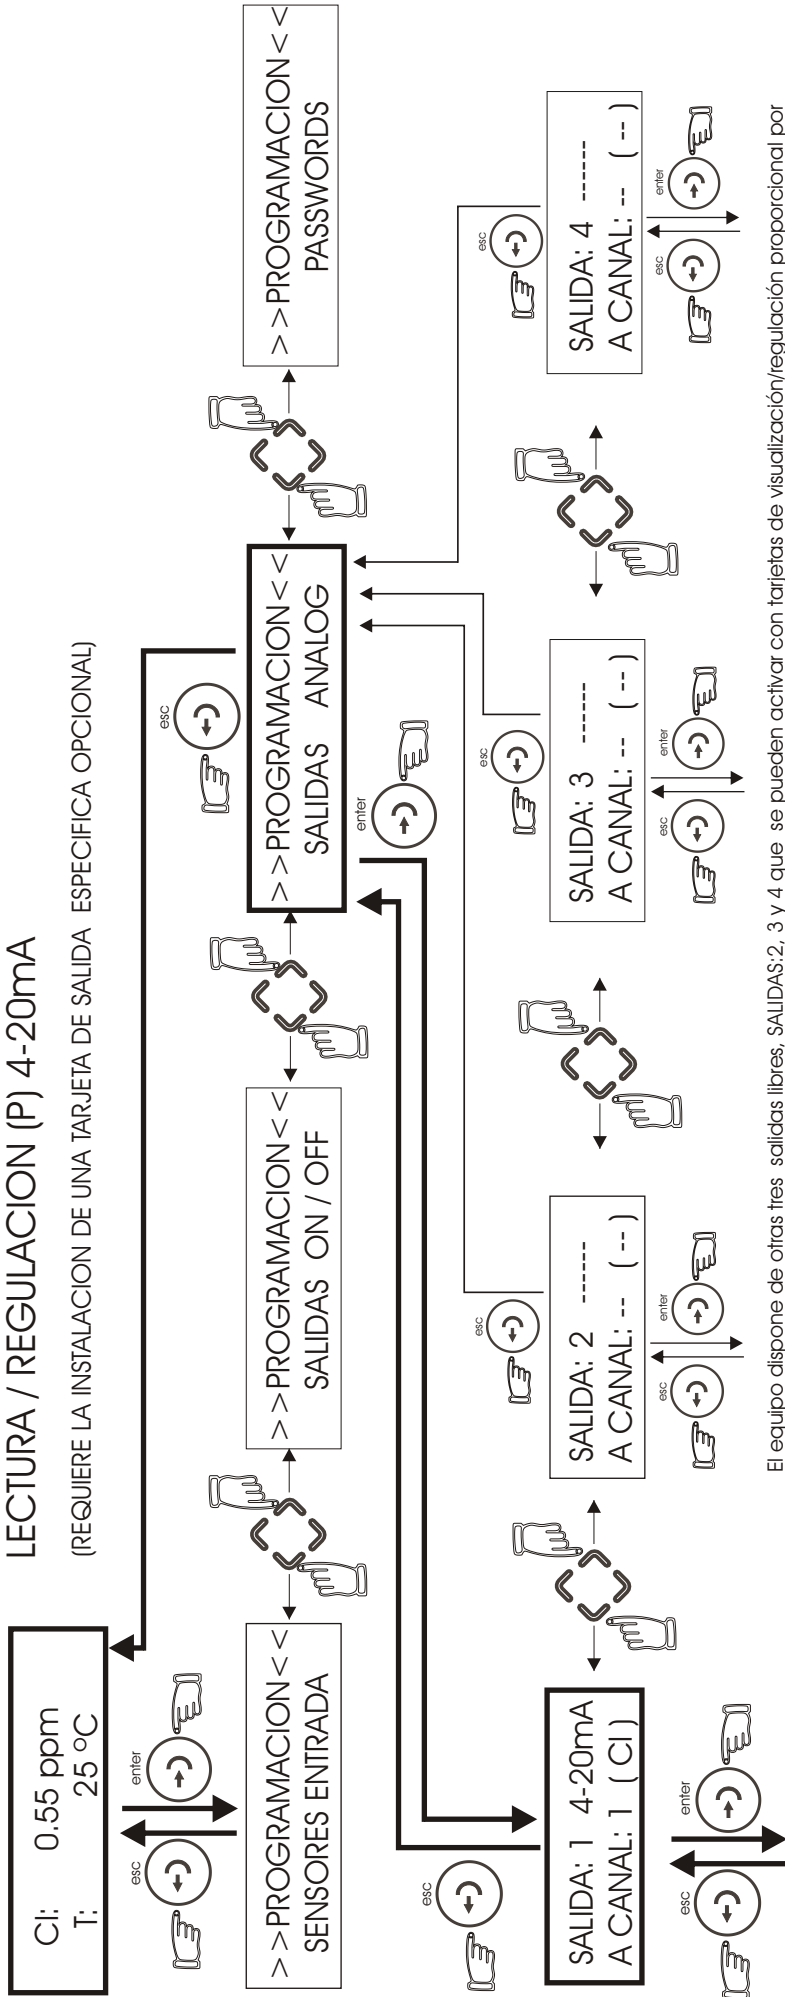 LECTURA / REGULACION (P) 4-20mA
(REQUIERE LA INSTALACION DE UNA TARJETA DE SALIDA ESPECIFICA OPCIONAL)
Cl: 0.55 ppm
T: 25 ºC
esc
enter
esc
>>PROGRAMACION<<
SENSORES ENTRADA
>>PROGRAMACION<<
SALIDAS ON / OFF
>>PROGRAMACION<<
SALIDAS ANALOG
>>PROGRAMACION<<
PASSWORDS
esc
enter
SALIDA: 1 4-20mA
A CANAL: 1 (Cl)
esc
enter
esc
SALIDA: 2 ------
A CANAL: -- (--)
esc
enter
esc
SALIDA: 3 ------
A CANAL: -- (--)
esc
enter
esc
SALIDA: 4 ------
A CANAL: -- (--)
esc
enter
El equipo dispone de otras tres salidas libres, SALIDAS:2, 3 y 4 que se pueden activar con tarjetas de visualización/regulación proporcional por